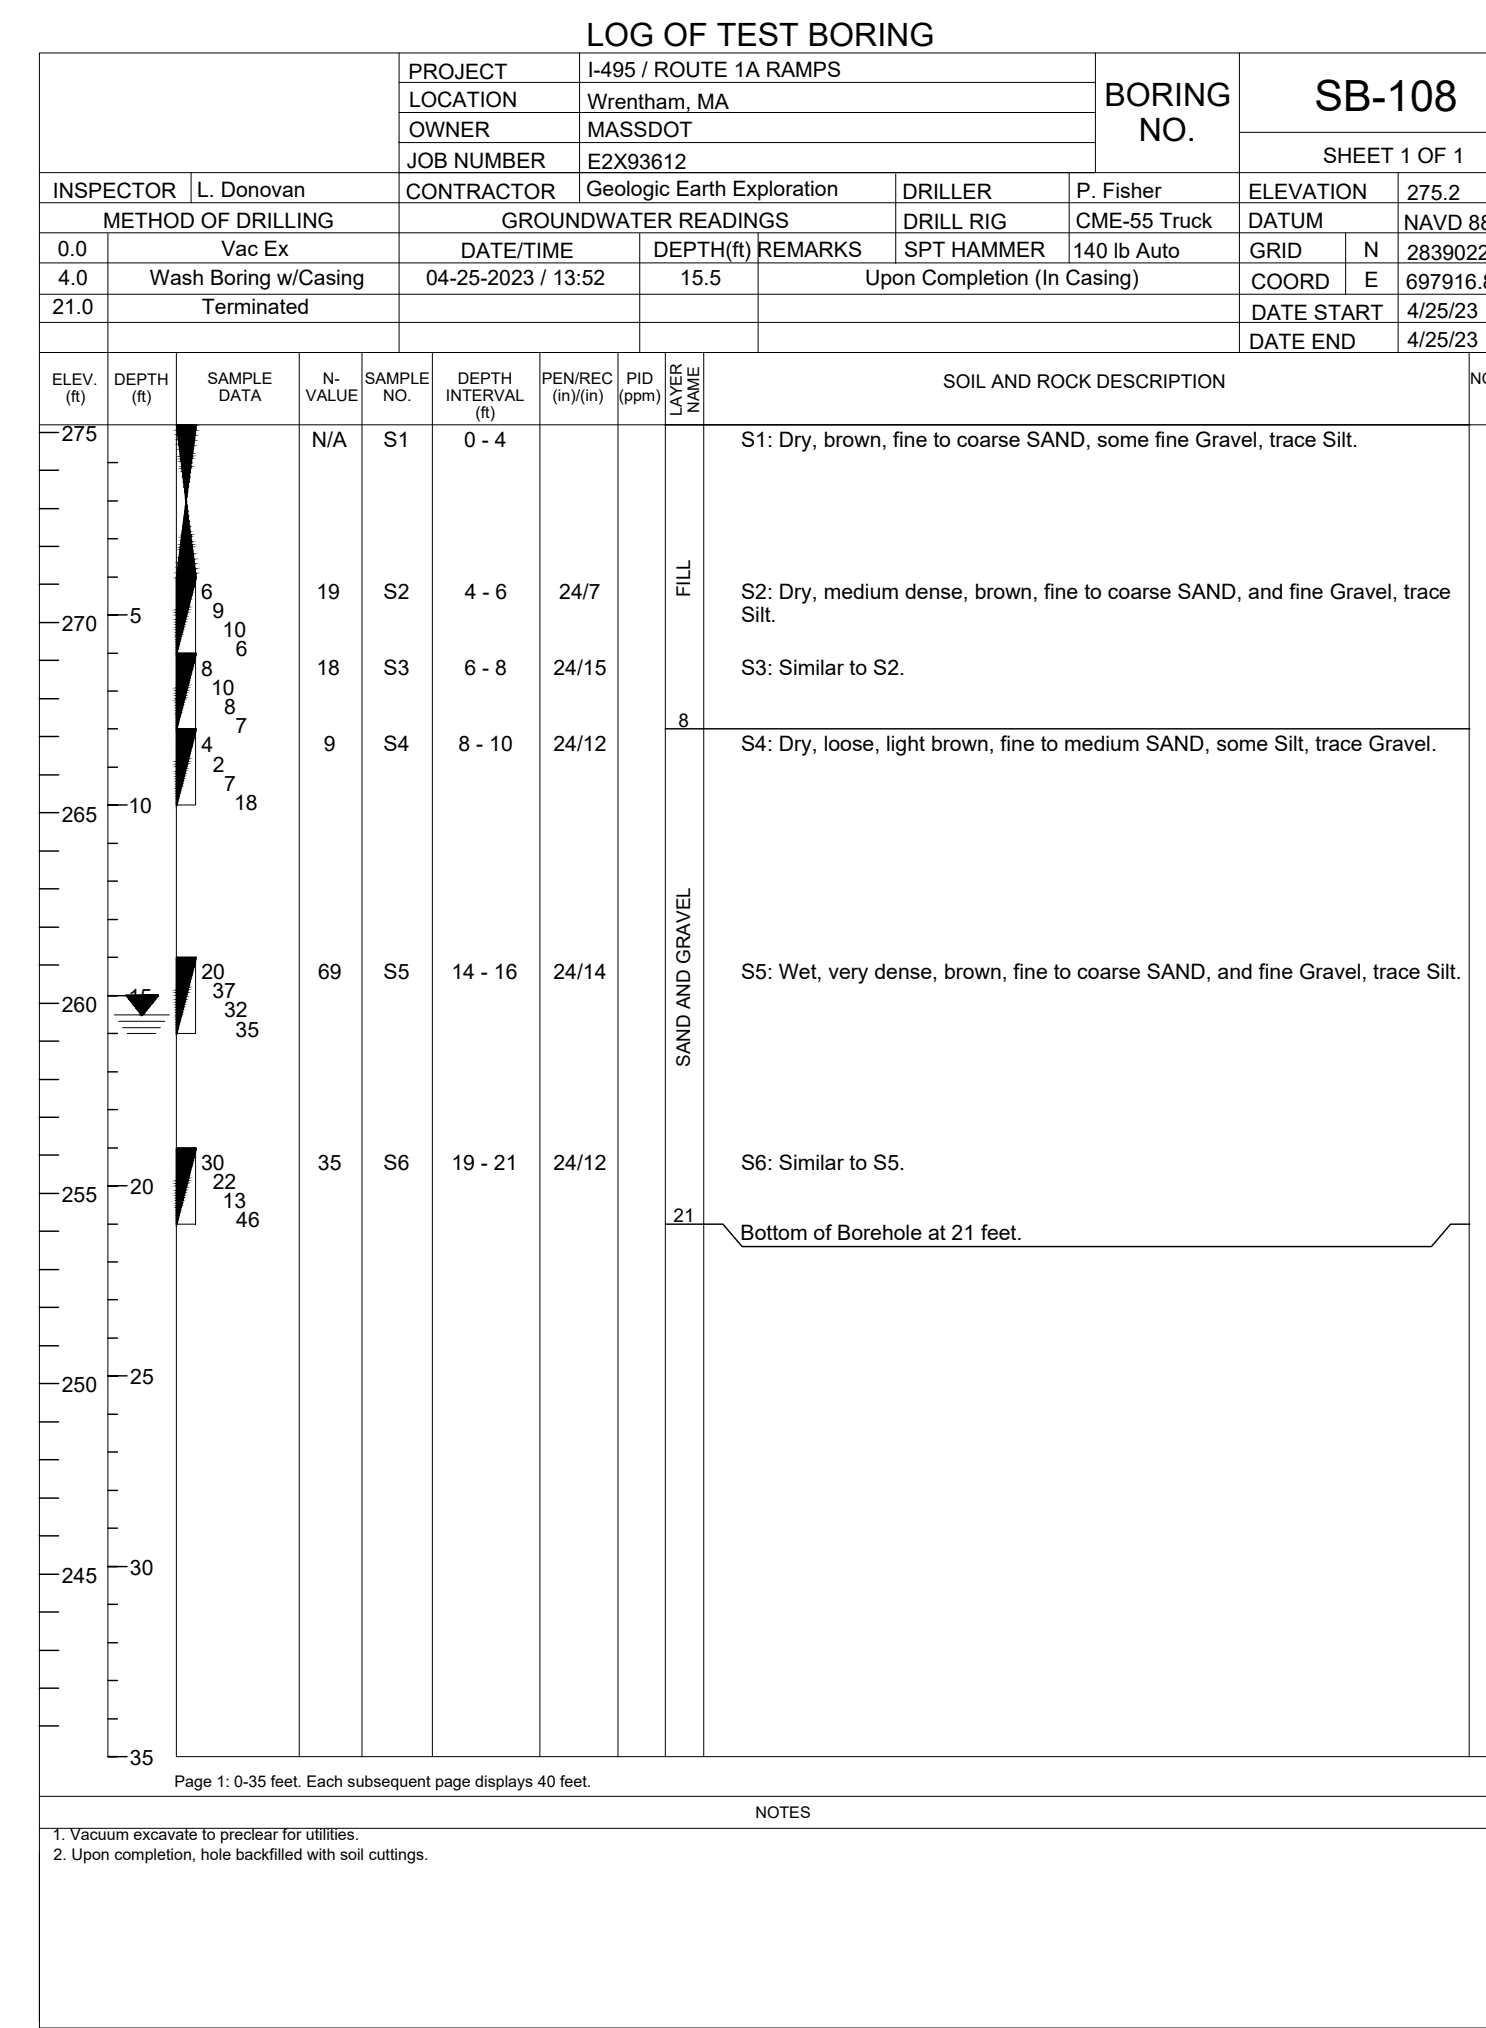 LOG OF TEST BORING
PROJECT I-495 / ROUTE 1A RAMPS
LOCATION Wrentham, MA
OWNER MASSDOT
JOB NUMBER E2X93612
BORING NO. SB-108
SHEET 1 OF 1
INSPECTOR L. Donovan CONTRACTOR Geologic Earth Exploration DRILLER P. Fisher ELEVATION 275.2
METHOD OF DRILLING GROUNDWATER READINGS DRILL RIG CME-55 Truck DATUM NAVD 88
0.0 Vac Ex DATE/TIME DEPTH(ft) REMARKS SPT HAMMER 140 lb Auto GRID N 2839022
4.0 Wash Boring w/Casing 04-25-2023 / 13:52 15.5 Upon Completion (In Casing) COORD E 697916.8
21.0 Terminated DATE START 4/25/23
DATE END 4/25/23
ELEV. (ft) DEPTH (ft) SAMPLE DATA N-VALUE SAMPLE NO. DEPTH INTERVAL (ft) PEN/REC (in)/(in) PID (ppm) LAYER NAME SOIL AND ROCK DESCRIPTION
275 N/A S1 0 - 4 S1: Dry, brown, fine to coarse SAND, some fine Gravel, trace Silt.
FILL
6 19 S2 4 - 6 24/7 S2: Dry, medium dense, brown, fine to coarse SAND, and fine Gravel, trace
5 9 Silt.
270 10
6
8 18 S3 6 - 8 24/15 S3: Similar to S2.
10
8
7 8
4 9 S4 8 - 10 24/12 S4: Dry, loose, light brown, fine to medium SAND, some Silt, trace Gravel.
2
7
10 18
265
SAND AND GRAVEL
20 69 S5 14 - 16 24/14 S5: Wet, very dense, brown, fine to coarse SAND, and fine Gravel, trace Silt.
15 37
260 32
35
30 35 S6 19 - 21 24/12 S6: Similar to S5.
20 22
255 13
46 21
Bottom of Borehole at 21 feet.
25
250
30
245
35
Page 1: 0-35 feet. Each subsequent page displays 40 feet.
NOTES
1. Vacuum excavate to preclear for utilities.
2. Upon completion, hole backfilled with soil cuttings.